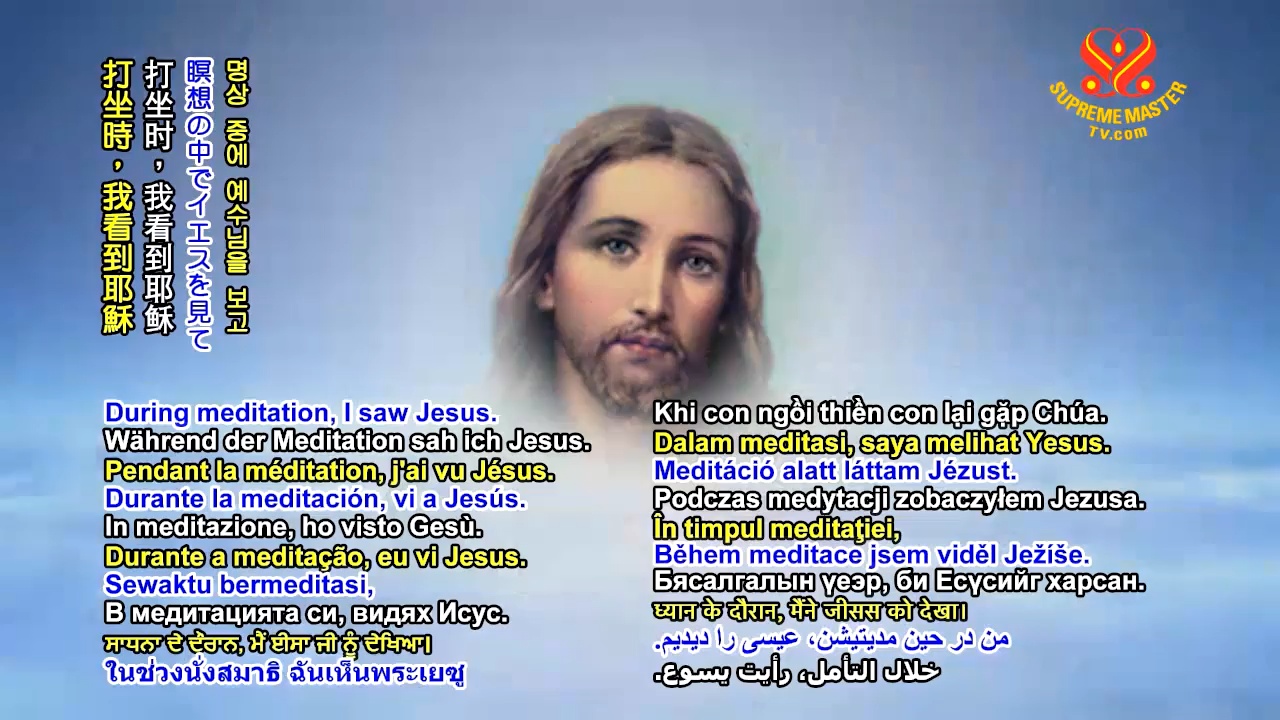 打坐時，我看到耶穌
打坐时，我看到耶稣
瞑想の中でイエスを見て
명상 중에 예수님을 보고
SUPREME MASTER
TV.com
During meditation, I saw Jesus.
Während der Meditation sah ich Jesus.
Pendant la méditation, j'ai vu Jésus.
Durante la meditación, vi a Jesús.
In meditazione, ho visto Gesù.
Durante a meditação, eu vi Jesus.
Sewaktu bermeditasi,
В медитацията си, видях Исус.
ਸਾਧਨਾ ਦੇ ਦੌਰਾਨ, ਮੈਂ ਈਸਾ ਜੀ ਨੂੰ ਦੇਖਿਆ।
ในช่วงนั่งสมาธิ ฉันเห็นพระเยซู
Khi con ngồi thiền con lại gặp Chúa.
Dalam meditasi, saya melihat Yesus.
Meditáció alatt láttam Jézust.
Podczas medytacji zobaczyłem Jezusa.
În timpul meditaţiei,
Během meditace jsem viděl Ježíše.
Бясалгалын үеэр, би Есүсийг харсан.
ध्यान के दौरान, मैंने जीसस को देखा।
من در حین مدیتیشن، عیسی را دیدیم.
خلال التأمل، رأيت يسوع.